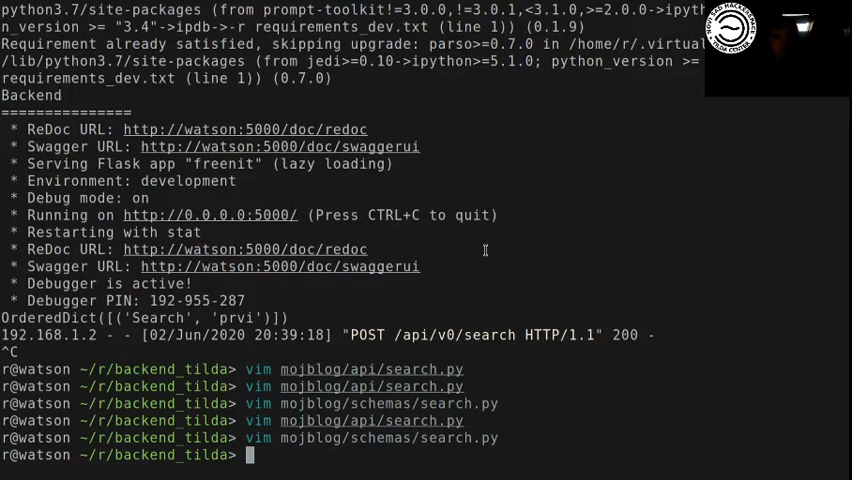 python3.7/site-packages (from prompt-toolkit!=3.0.0,!=3.0.1,<3.1.0,>=2.0.0->ipyth
n_version >= "3.4"->ipdb->-r requirements_dev.txt (line 1)) (0.1.9)
Requirement already satisfied, skipping upgrade: parso>=0.7.0 in /home/r/.virtual
/lib/python3.7/site-packages (from jedi>=0.10->ipython>=5.1.0; python_version >=
requirements_dev.txt (line 1)) (0.7.0)
Backend
===============
* ReDoc URL: http://watson:5000/doc/redoc
* Swagger URL: http://watson:5000/doc/swaggerui
* Serving Flask app "freenit" (lazy loading)
* Environment: development
* Debug mode: on
* Running on http://0.0.0.0:5000/ (Press CTRL+C to quit)
* Restarting with stat
* ReDoc URL: http://watson:5000/doc/redoc
* Swagger URL: http://watson:5000/doc/swaggerui
* Debugger is active!
* Debugger PIN: 192-955-287
OrderedDict([('Search', 'prvi')])
192.168.1.2 - - [02/Jun/2020 20:39:18] "POST /api/v0/search HTTP/1.1" 200 -
^C
r@watson ~/r/backend_tilda> vim mojblog/api/search.py
r@watson ~/r/backend_tilda> vim mojblog/api/search.py
r@watson ~/r/backend_tilda> vim mojblog/schemas/search.py
r@watson ~/r/backend_tilda> vim mojblog/api/search.py
r@watson ~/r/backend_tilda> vim mojblog/schemas/search.py
r@watson ~/r/backend_tilda>
TILDA CENTER